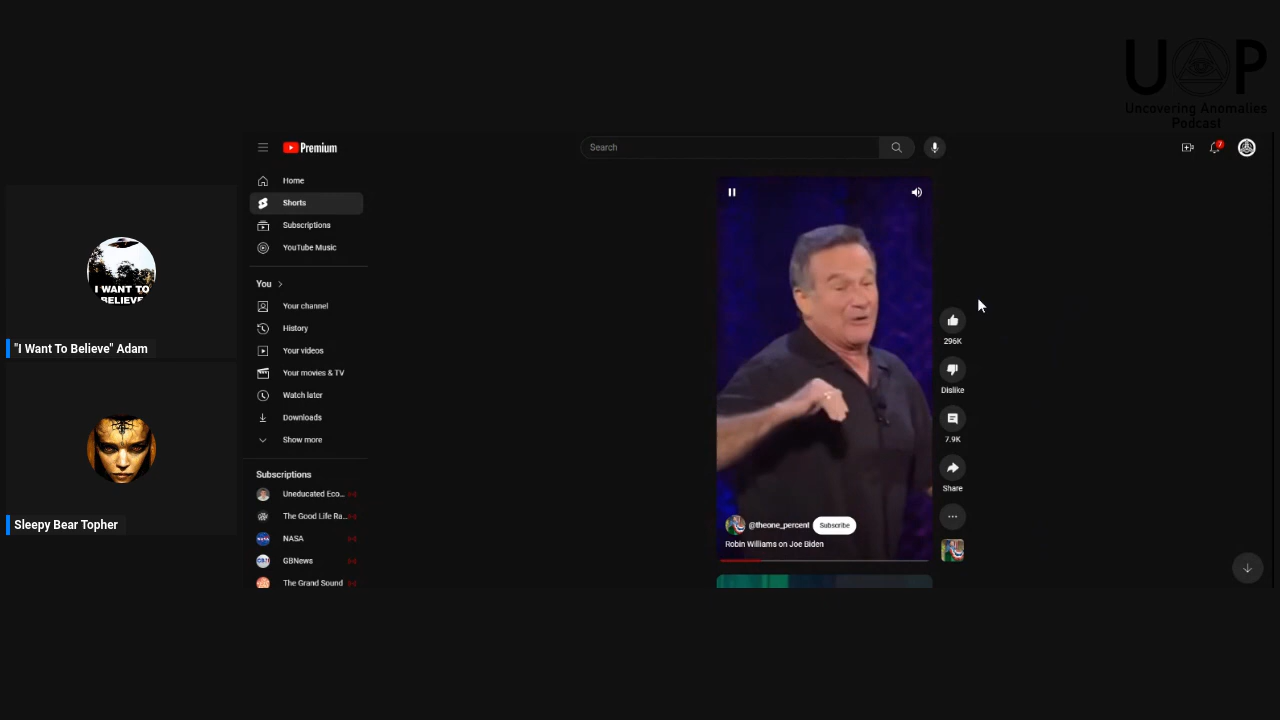 UAP
Uncovering Anomalies
Podcast
Premium
Search
7
Home
Shorts
Subscriptions
YouTube Music
You
Your channel
History
Your videos
Your movies & TV
Watch later
Downloads
Show more
Subscriptions
Uneducated Eco...
The Good Life Ra...
NASA
GBNews
The Grand Sound
I WANT TO
BELIEVE
"I Want To Believe" Adam
Sleepy Bear Topher
296K
Dislike
7.9K
Share
@theone_percent
Subscribe
Robin Williams on Joe Biden